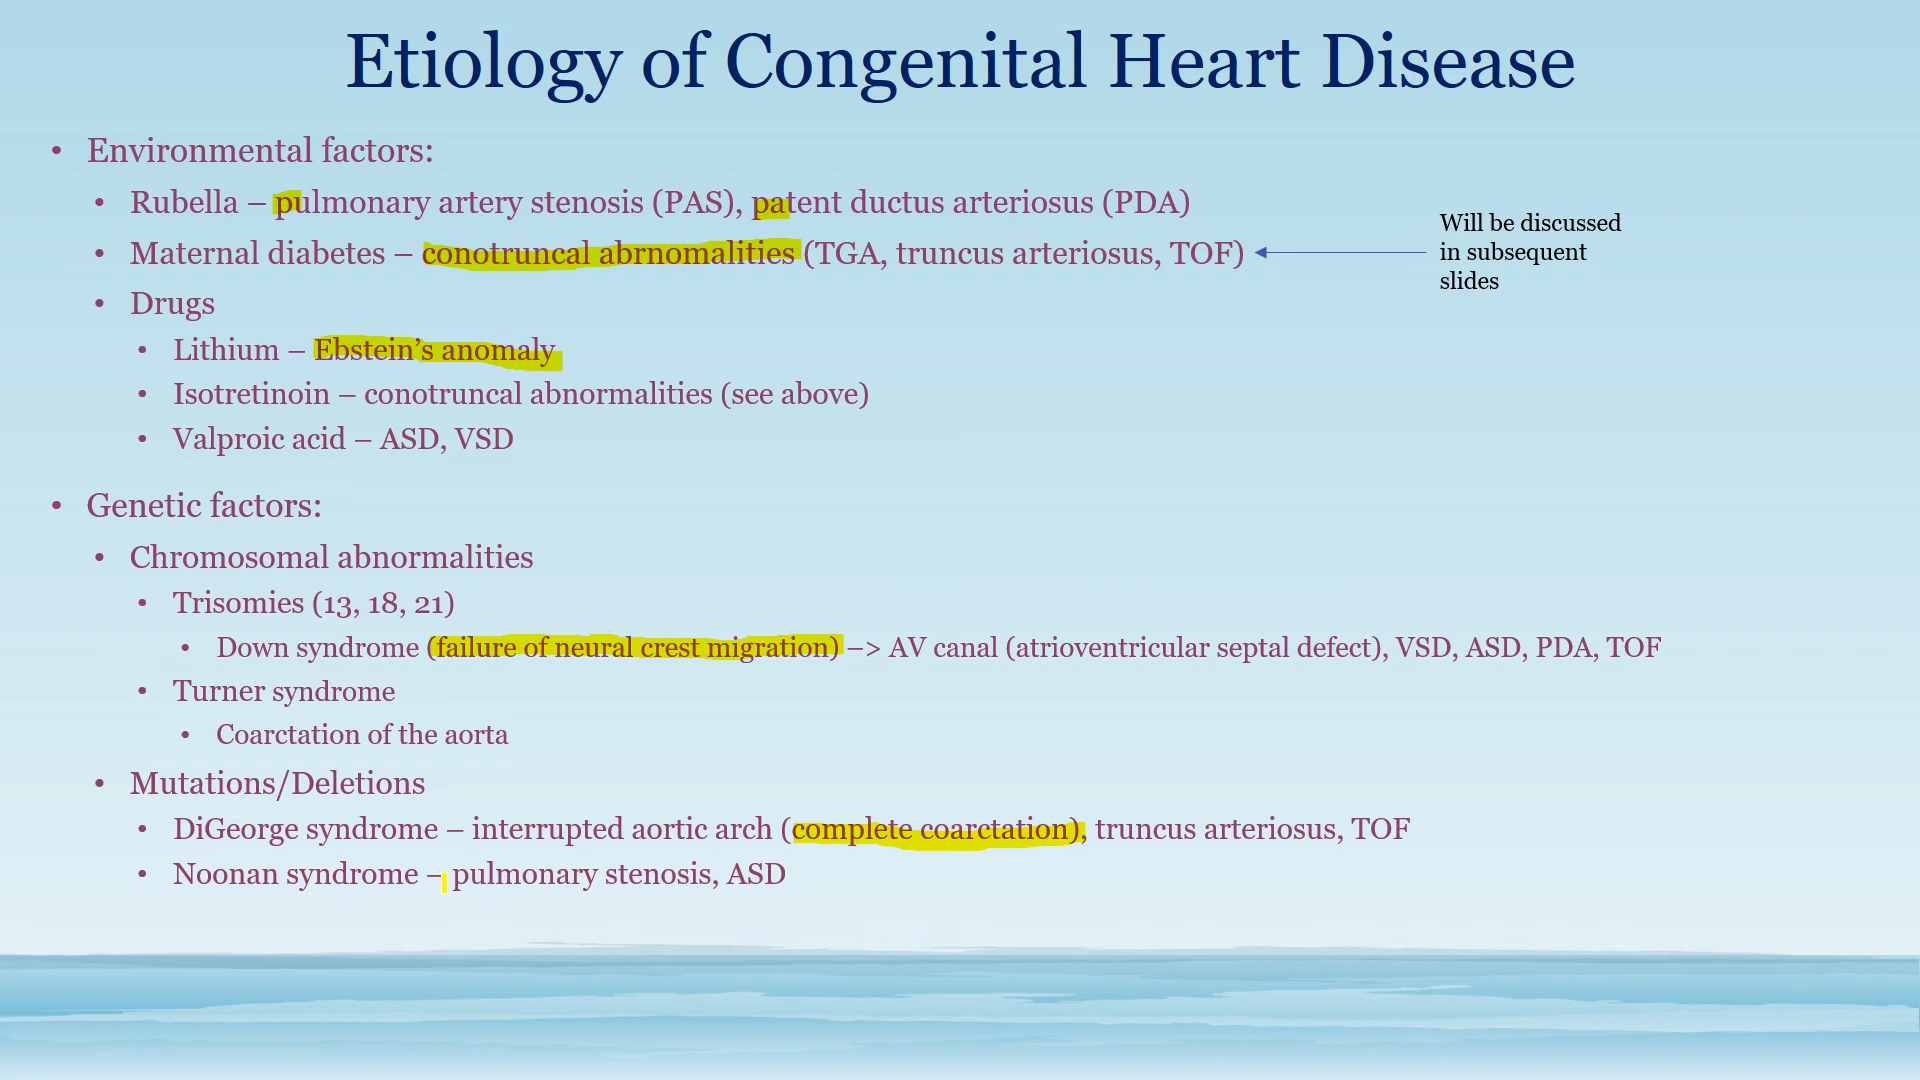 Etiology of Congenital Heart Disease
• Environmental factors:
• Rubella – pulmonary artery stenosis (PAS), patent ductus arteriosus (PDA)
• Maternal diabetes – conotruncal abrnomalities (TGA, truncus arteriosus, TOF)
Will be discussed
in subsequent
slides
• Drugs
• Lithium – Ebstein’s anomaly
• Isotretinoin – conotruncal abnormalities (see above)
• Valproic acid – ASD, VSD
• Genetic factors:
• Chromosomal abnormalities
• Trisomies (13, 18, 21)
• Down syndrome (failure of neural crest migration) –> AV canal (atrioventricular septal defect), VSD, ASD, PDA, TOF
• Turner syndrome
• Coarctation of the aorta
• Mutations/Deletions
• DiGeorge syndrome – interrupted aortic arch (complete coarctation), truncus arteriosus, TOF
• Noonan syndrome – pulmonary stenosis, ASD